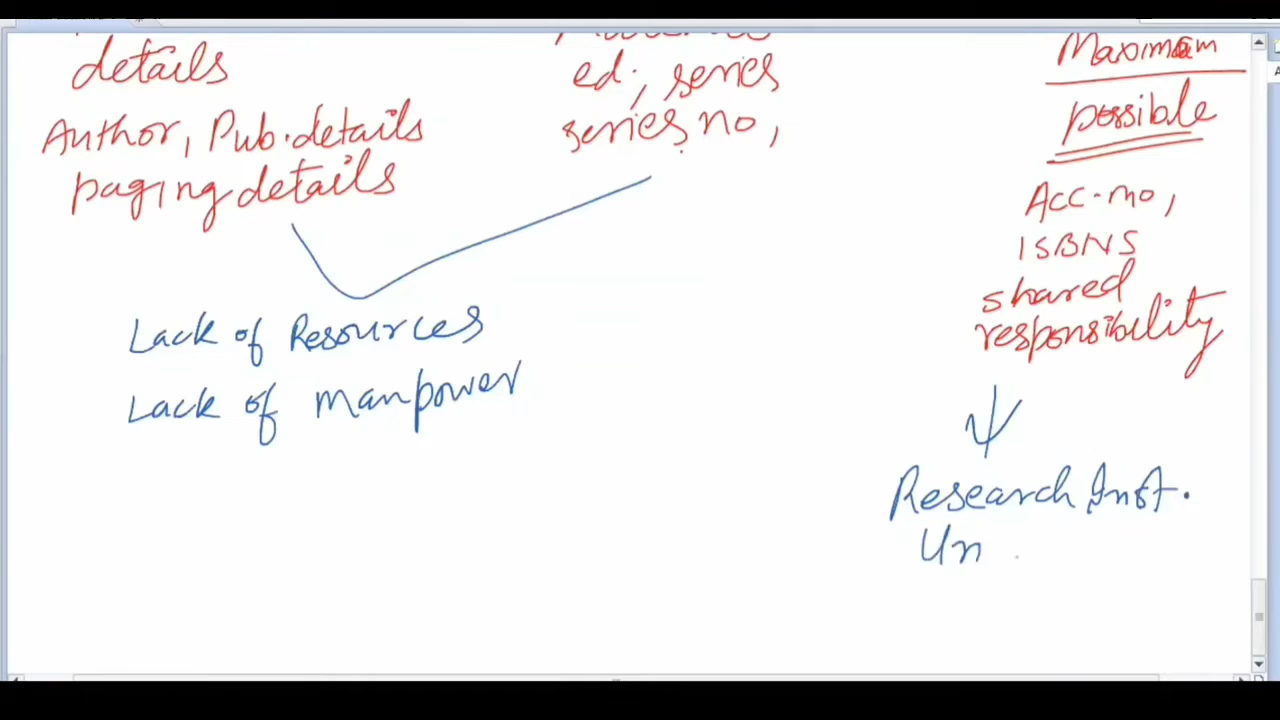 details
Author, Pub. details
paging details
ed., series
series no,
Maximum
possible
Acc. no,
ISBNS
shared
responsibility
Lack of Resources
Lack of manpower
Research Inst.
Un